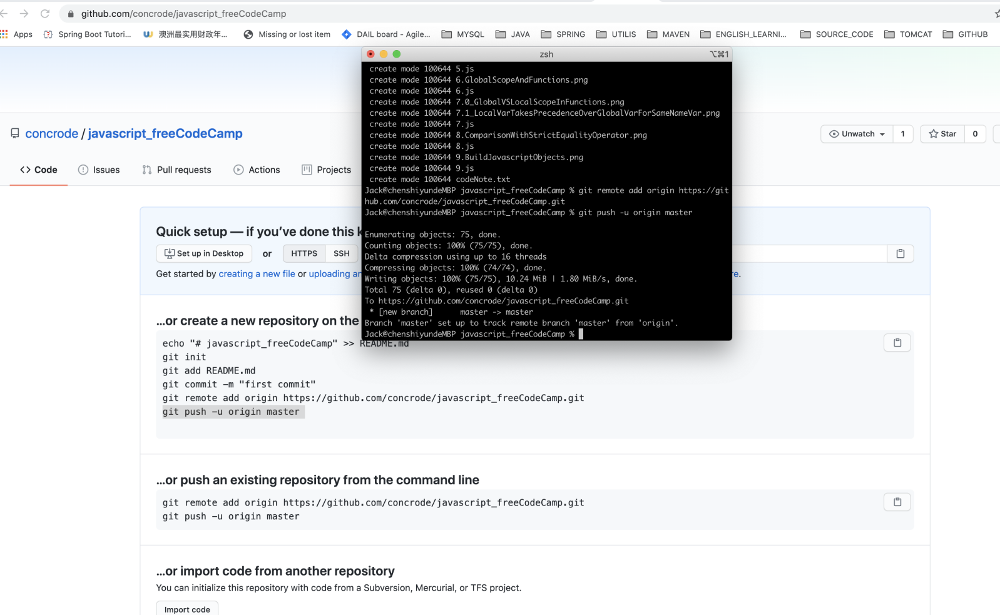 github.com/concrode/javascript_freeCodeCamp
Apps Spring Boot Tutori... 澳洲最实用财政年... Missing or lost item DAIL board - Agile... MYSQL JAVA SPRING UTILIS MAVEN ENGLISH_LEARNI... SOURCE_CODE TOMCAT GITHUB
zsh ⌥⌘1
create mode 100644 5.js
create mode 100644 6.GlobalScopeAndFunctions.png
create mode 100644 6.js
create mode 100644 7.0_GlobalVSLocalScopeInFunctions.png
create mode 100644 7.1_LocalVarTakesPrecedenceOverGlobalVarForSameNameVar.png
create mode 100644 7.js
create mode 100644 8.ComparisonWithStrictEqualityOperator.png
create mode 100644 8.js
create mode 100644 9.BuildJavascriptObjects.png
create mode 100644 9.js
create mode 100644 codeNote.txt
Jack@chenshiyundeMBP javascript_freeCodeCamp % git remote add origin https://git
hub.com/concrode/javascript_freeCodeCamp.git
Jack@chenshiyundeMBP javascript_freeCodeCamp % git push -u origin master
Enumerating objects: 75, done.
Counting objects: 100% (75/75), done.
Delta compression using up to 16 threads
Compressing objects: 100% (74/74), done.
Writing objects: 100% (75/75), 10.24 MiB | 1.80 MiB/s, done.
Total 75 (delta 0), reused 0 (delta 0)
To https://github.com/concrode/javascript_freeCodeCamp.git
* [new branch] master -> master
Branch 'master' set up to track remote branch 'master' from 'origin'.
Jack@chenshiyundeMBP javascript_freeCodeCamp %
concrode / javascript_freeCodeCamp
Unwatch 1 Star 0
<> Code Issues Pull requests Actions Projects
Quick setup — if you've done this k
Set up in Desktop or HTTPS SSH
Get started by creating a new file or uploading an re.
...or create a new repository on the
echo "# javascript_freeCodeCamp" >> README.md
git init
git add README.md
git commit -m "first commit"
git remote add origin https://github.com/concrode/javascript_freeCodeCamp.git
git push -u origin master
...or push an existing repository from the command line
git remote add origin https://github.com/concrode/javascript_freeCodeCamp.git
git push -u origin master
...or import code from another repository
You can initialize this repository with code from a Subversion, Mercurial, or TFS project.
Import code